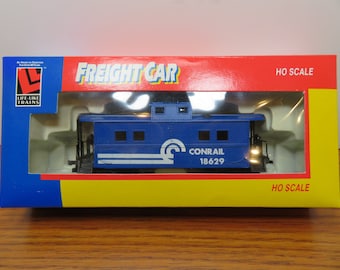 FREIGHT CAR
HO SCALE
LIFE-LIKE
TRAINS
CONRAIL
18629
HO SCALE